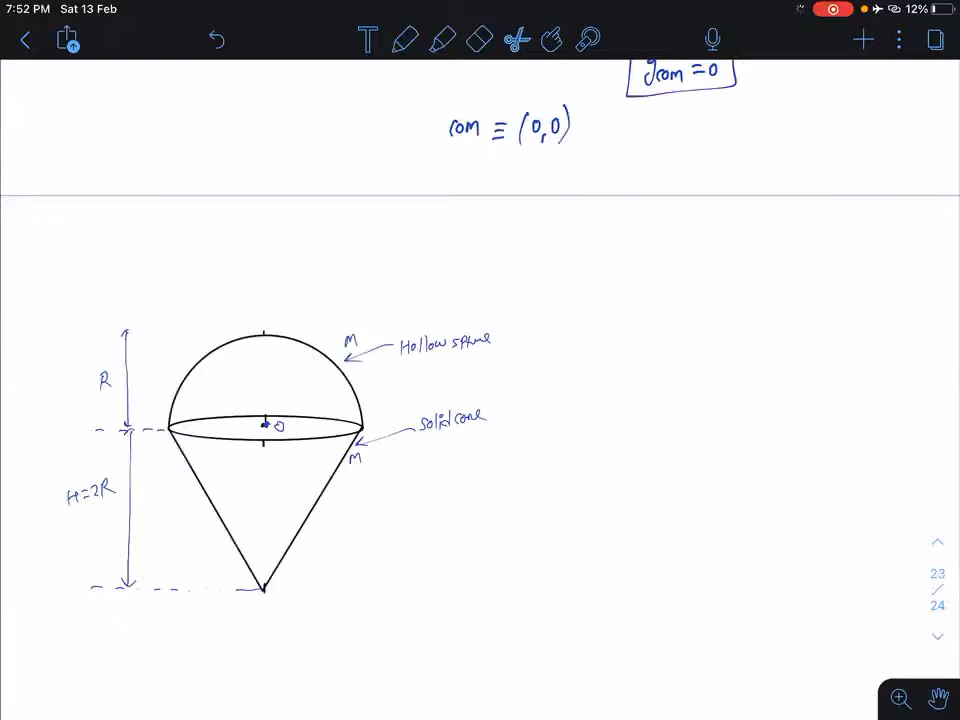 7:52 PM Sat 13 Feb
12%
ycom = 0
com ≡ (0,0)
M
Hollow sphere
R
O
solid cone
M
H=2R
23
/
24